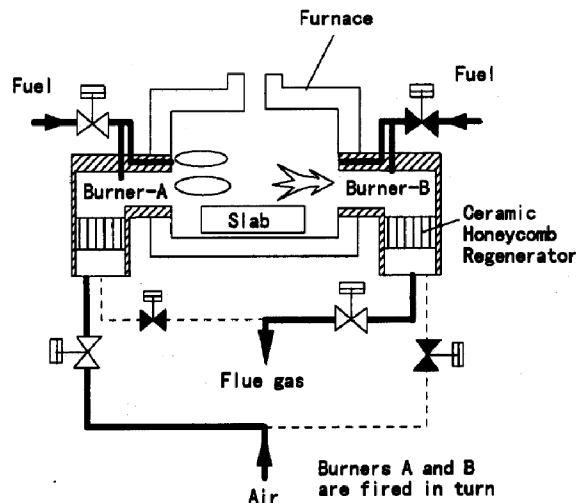 Furnace
Fuel
Fuel
Burner-A
Burner-B
Slab
Ceramic
Honeycomb
Regenerator
Flue gas
Air
Burners A and B
are fired in turn